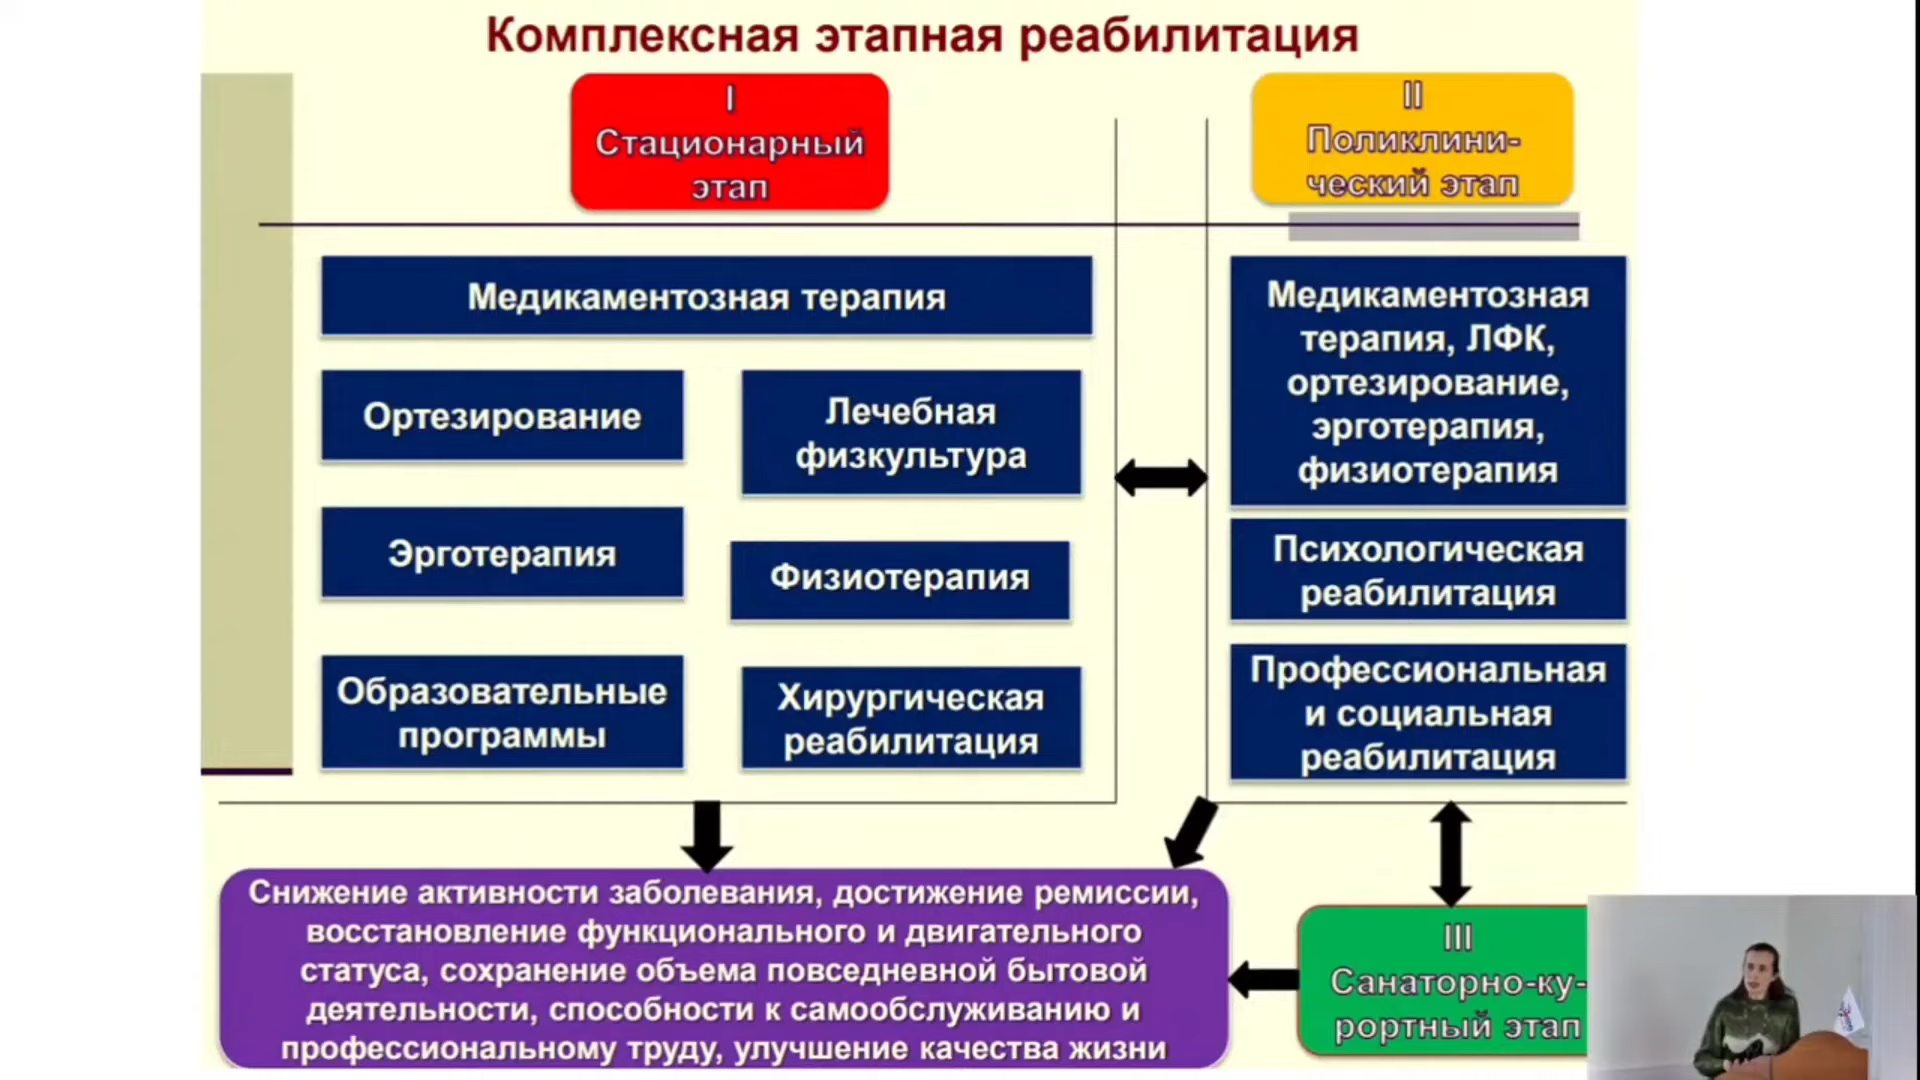 Комплексная этапная реабилитация
I
Стационарный
этап
II
Поликлини-
ческий этап
Медикаментозная терапия
Ортезирование
Лечебная
физкультура
Эрготерапия
Физиотерапия
Образовательные
программы
Хирургическая
реабилитация
Медикаментозная
терапия, ЛФК,
ортезирование,
эрготерапия,
физиотерапия
Психологическая
реабилитация
Профессиональная
и социальная
реабилитация
Снижение активности заболевания, достижение ремиссии,
восстановление функционального и двигательного
статуса, сохранение объема повседневной бытовой
деятельности, способности к самообслуживанию и
профессиональному труду, улучшение качества жизни
III
Санаторно-ку-
рортный этап